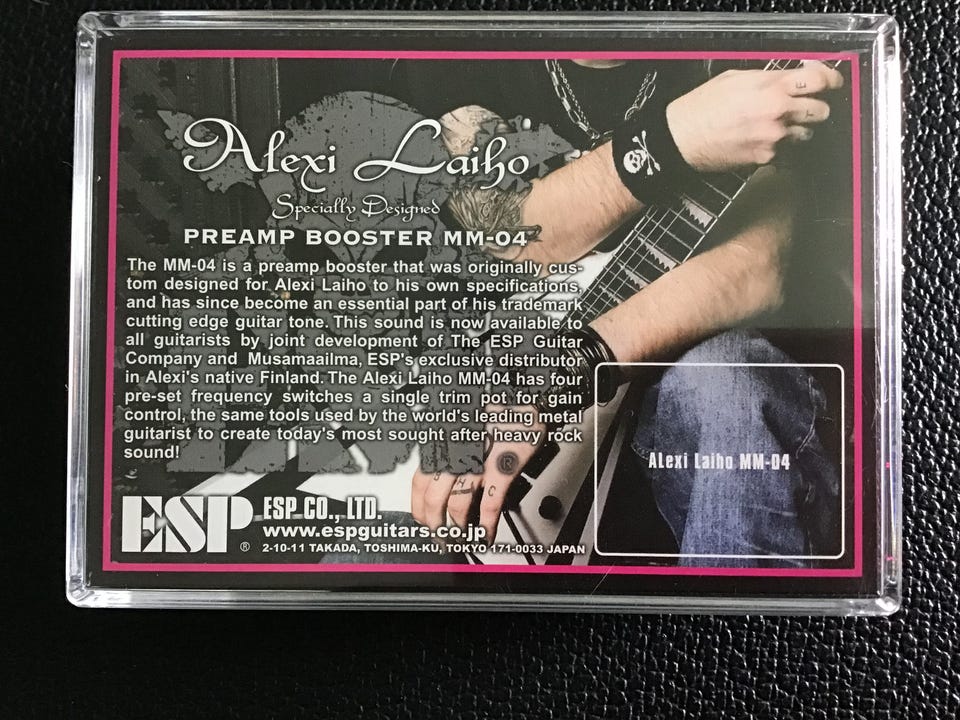 Alexi Laiho
Specially Designed
PREAMP BOOSTER MM-04
The MM-04 is a preamp booster that was originally cus-
tom designed for Alexi Laiho to his own specifications,
and has since become an essential part of his trademark
cutting edge guitar tone. This sound is now available to
all guitarists by joint development of The ESP Guitar
Company and Musamaailma, ESP's exclusive distributor
in Alexi's native Finland. The Alexi Laiho MM-04 has four
pre-set frequency switches a single trim pot for gain
control, the same tools used by the world's leading metal
guitarist to create today's most sought after heavy rock
sound!
ALexi Laiho MM-04
ESP® ESP CO., LTD.
www.espguitars.co.jp
2-10-11 TAKADA, TOSHIMA-KU, TOKYO 171-0033 JAPAN